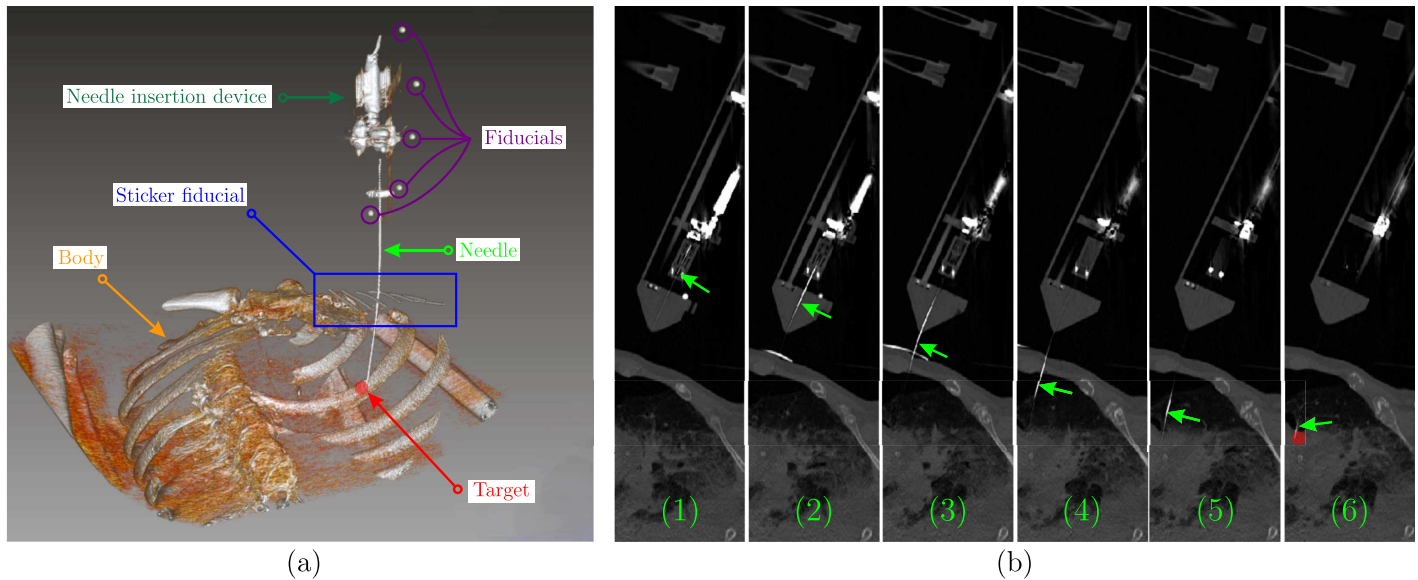 Needle insertion device
Fiducials
Sticker fiducial
Needle
Body
Target
(1) (2) (3) (4) (5) (6)
(a) (b)